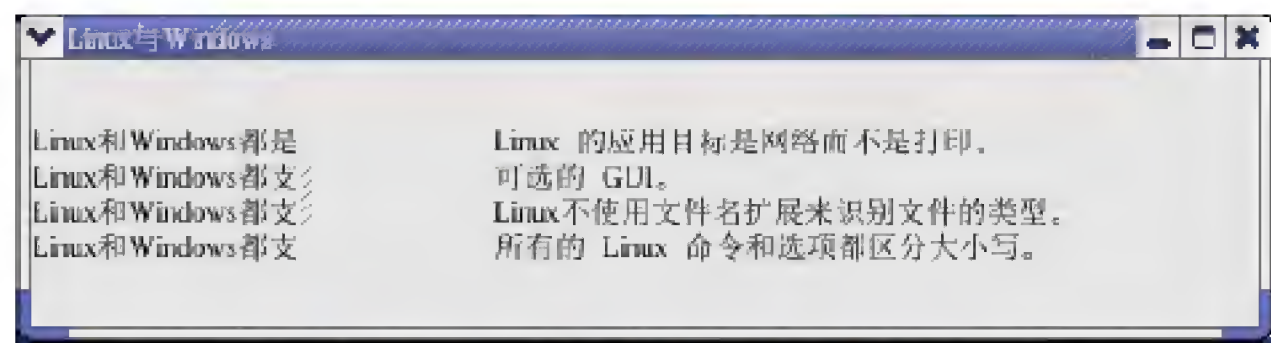 Linux与Windows
Linux和Windows都是 Linux 的应用目标是网络而不是打印。
Linux和Windows都支 可选的 GUI。
Linux和Windows都支 Linux不使用文件名扩展来识别文件的类型。
Linux和Windows都支 所有的 Linux 命令和选项都区分大小写。